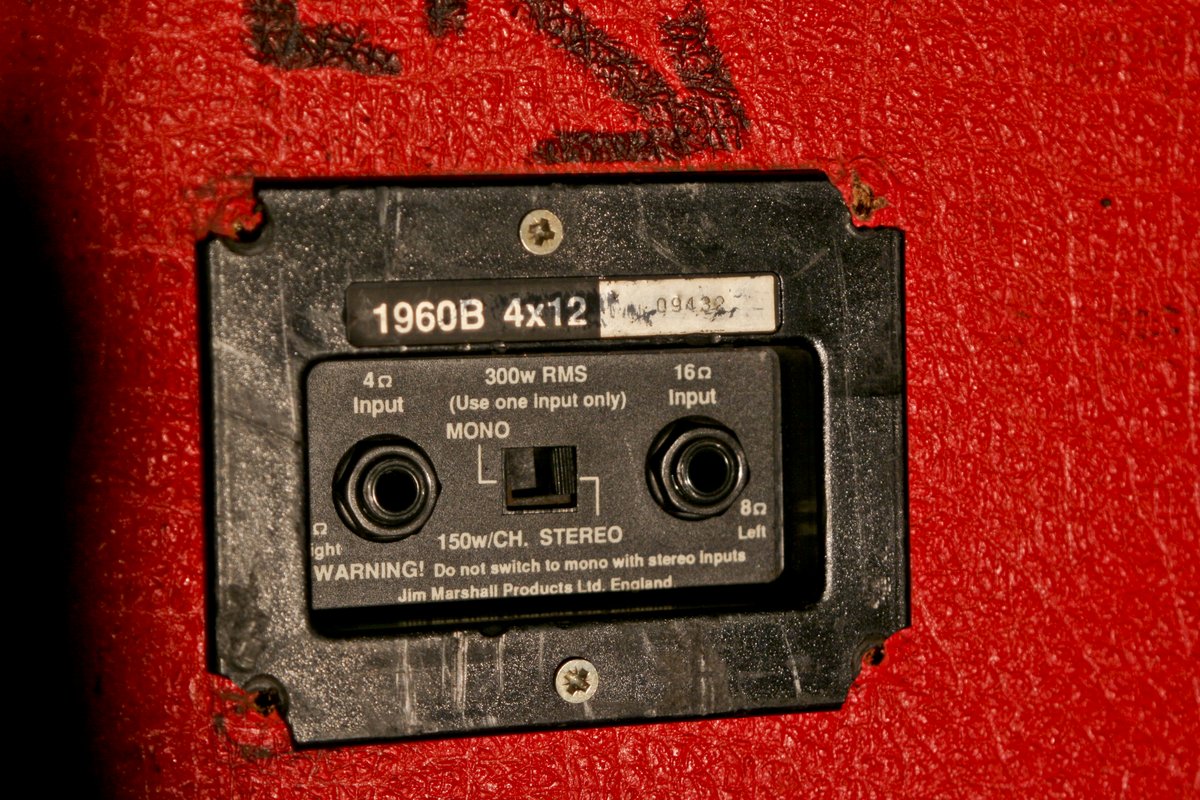 1960B 4x12 09432
4Ω Input
300w RMS
(Use one input only)
16Ω Input
MONO
150w/CH. STEREO
8Ω Left
Ω ight
WARNING! Do not switch to mono with stereo inputs
Jim Marshall Products Ltd. England